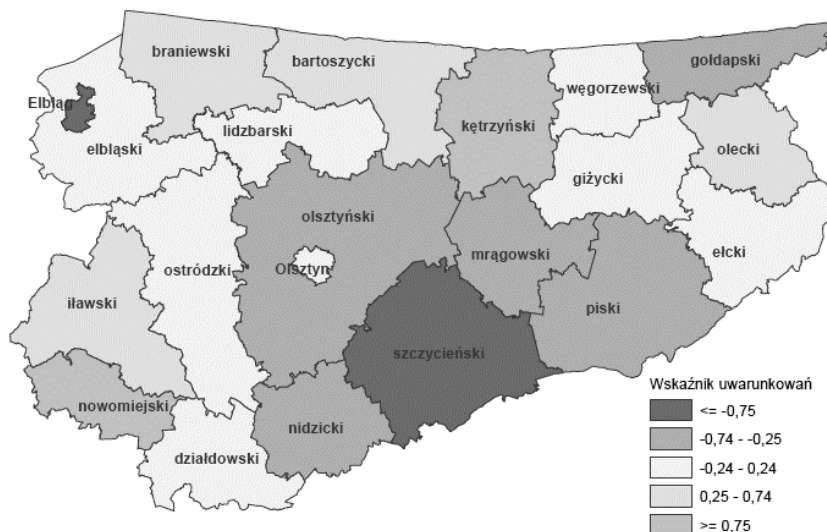 braniewski
bartoszycki
gołdapski
Elbląg
węgorzewski
lidzbarski
kętrzyński
elbląski
olecki
giżycki
olsztyński
ełcki
mrągowski
ostródzki
Olsztyn
iławski
piski
szczycieński
nowomiejski
nidzicki
działdowski
Wskaźnik uwarunkowań
<= -0,75
-0,74 - -0,25
-0,24 - 0,24
0,25 - 0,74
>= 0,75